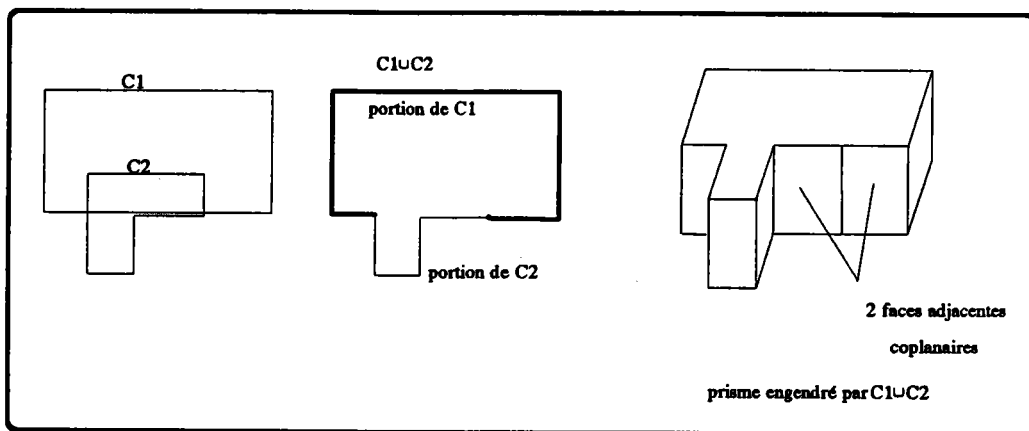 C1
C2
C1∪C2
portion de C1
portion de C2
2 faces adjacentes
coplanaires
prisme engendré par C1∪C2